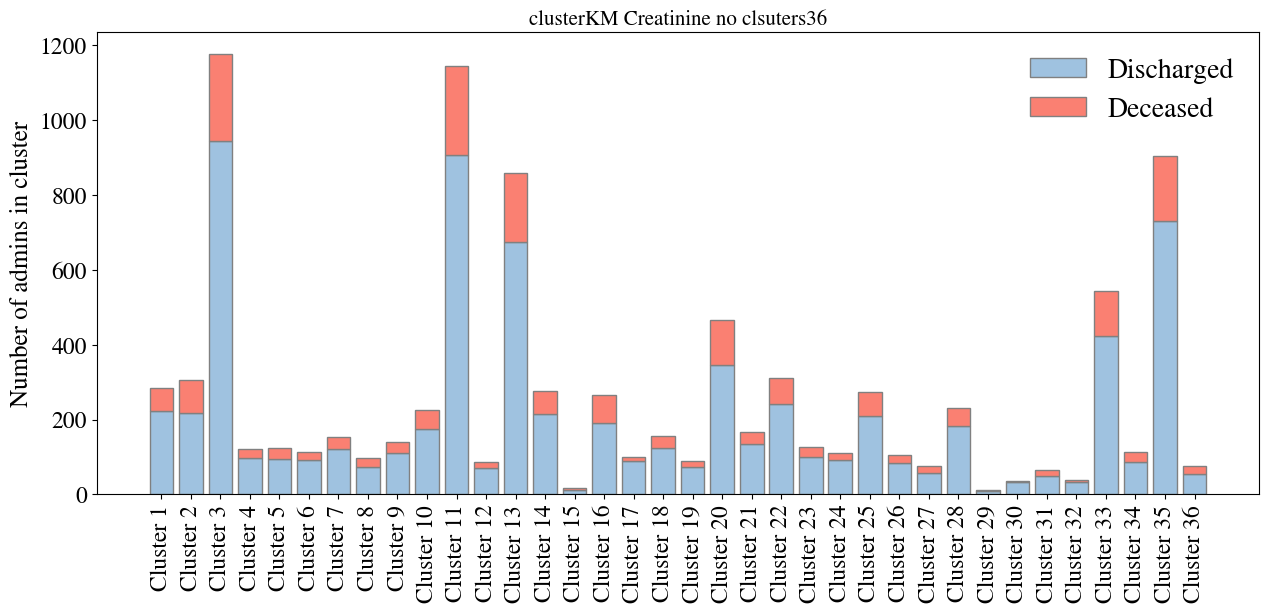 clusterKM Creatinine no clsuters36
Number of admins in cluster
1200
1000
800
600
400
200
0
Discharged
Deceased
Cluster 1
Cluster 2
Cluster 3
Cluster 4
Cluster 5
Cluster 6
Cluster 7
Cluster 8
Cluster 9
Cluster 10
Cluster 11
Cluster 12
Cluster 13
Cluster 14
Cluster 15
Cluster 16
Cluster 17
Cluster 18
Cluster 19
Cluster 20
Cluster 21
Cluster 22
Cluster 23
Cluster 24
Cluster 25
Cluster 26
Cluster 27
Cluster 28
Cluster 29
Cluster 30
Cluster 31
Cluster 32
Cluster 33
Cluster 34
Cluster 35
Cluster 36